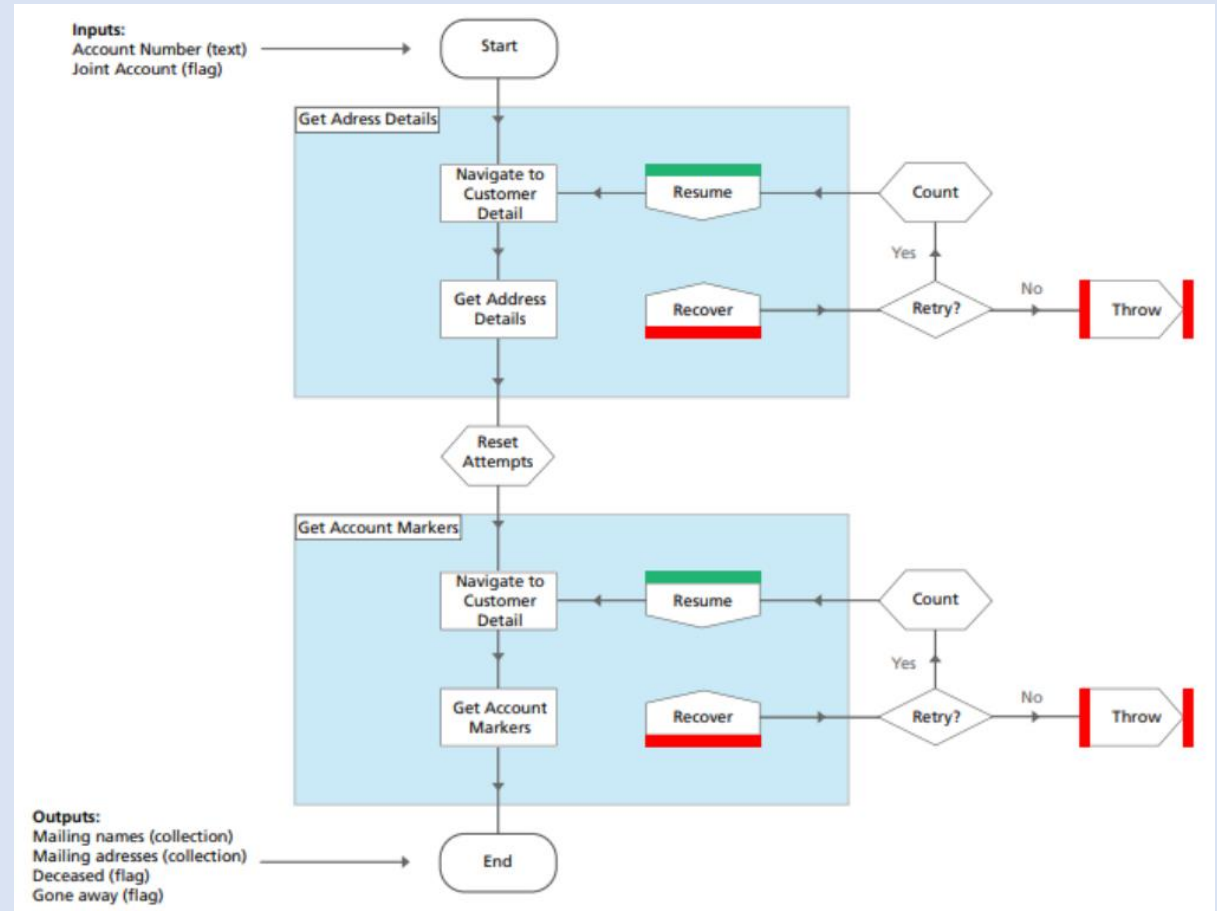 Inputs:
Account Number (text)
Joint Account (flag)
Start
Get Adress Details
Navigate to
Customer
Detail
Resume
Count
Yes
Get Address
Details
Recover
Retry?
No
Throw
Reset
Attempts
Get Account Markers
Navigate to
Customer
Detail
Resume
Count
Yes
Get Account
Markers
Recover
Retry?
No
Throw
Outputs:
Mailing names (collection)
Mailing adresses (collection)
Deceased (flag)
Gone away (flag)
End